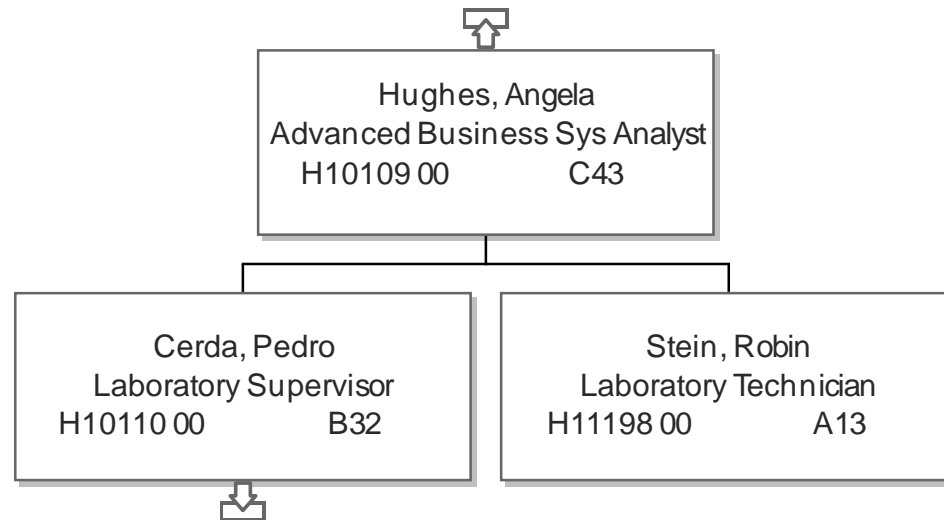 Hughes, Angela
Advanced Business Sys Analyst
H10109 00 C43
Cerda, Pedro
Laboratory Supervisor
H10110 00 B32
Stein, Robin
Laboratory Technician
H11198 00 A13